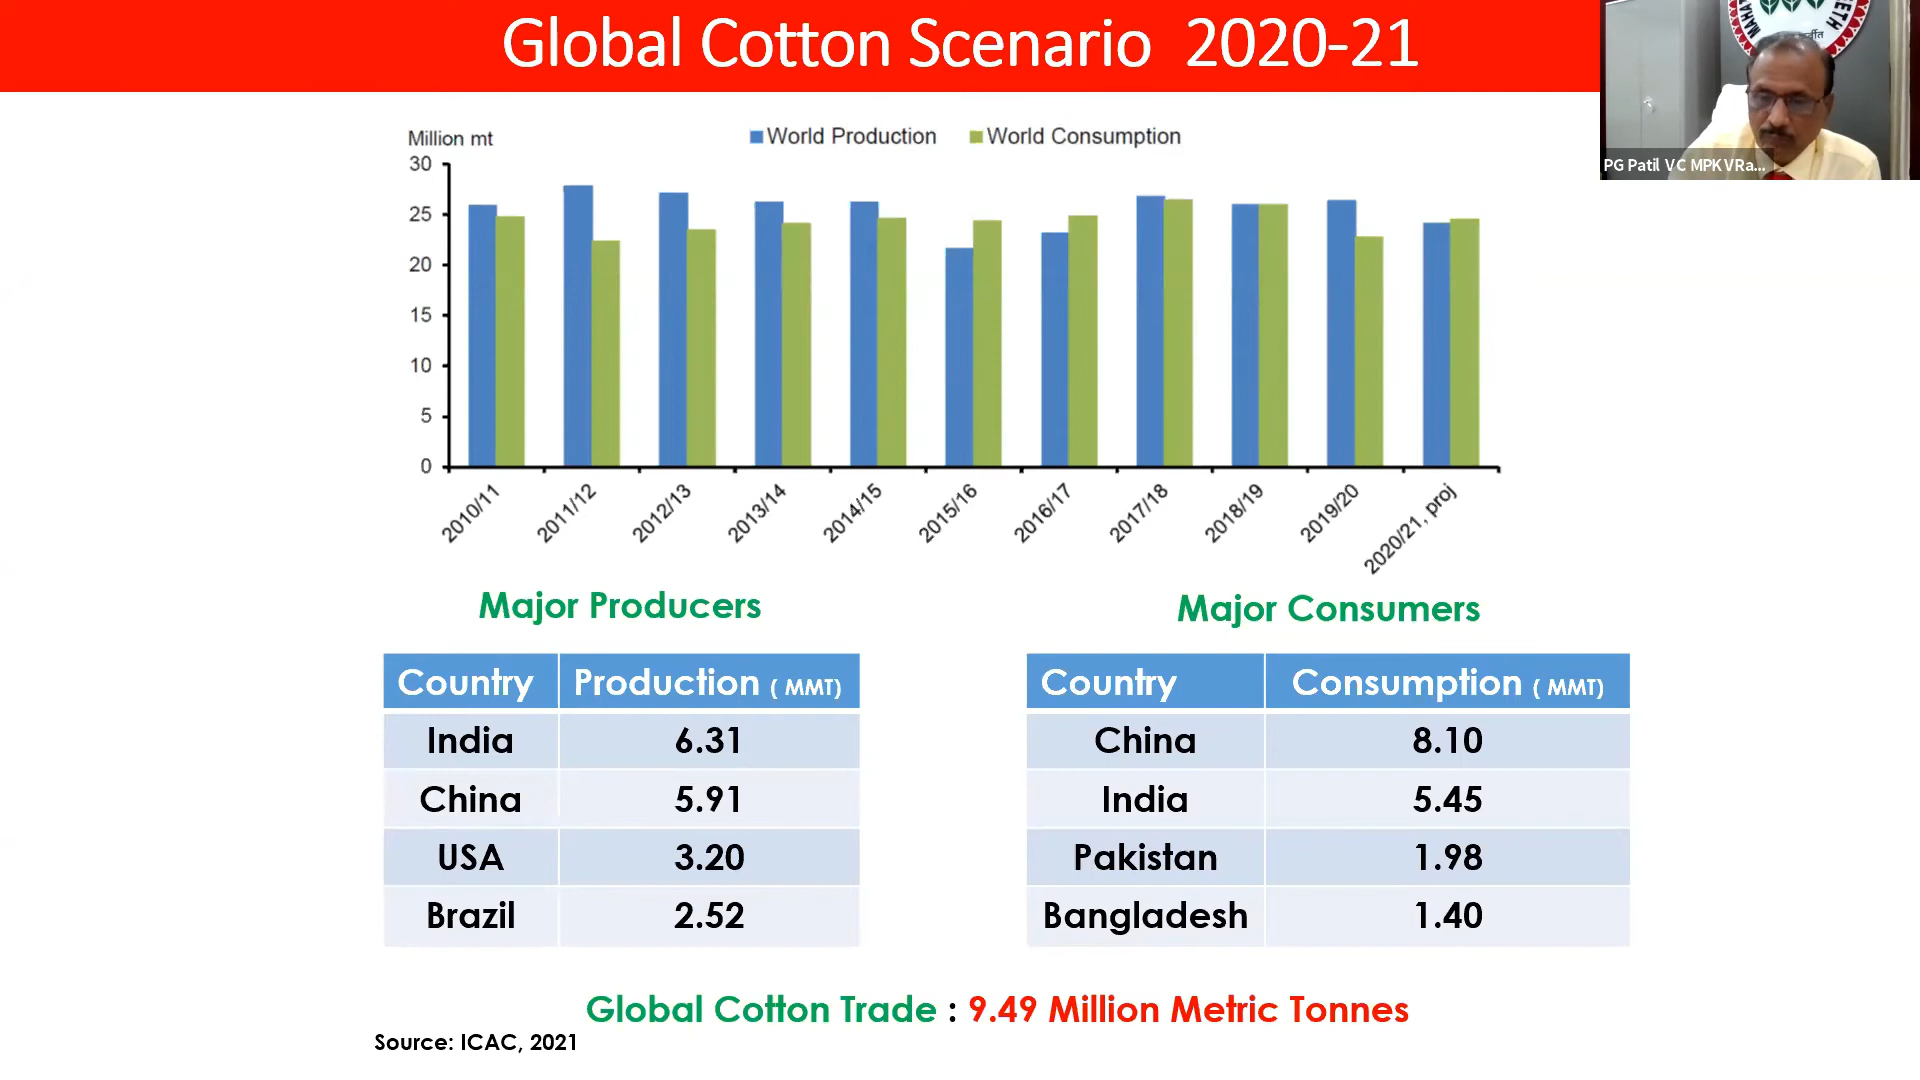 Global Cotton Scenario 2020-21
PG Patil VC MPKVRa...
Million mt
World Production
World Consumption
30
25
20
15
10
5
0
2010/11
2011/12
2012/13
2013/14
2014/15
2015/16
2016/17
2017/18
2018/19
2019/20
2020/21, proj
Major Producers
Country Production ( MMT)
India 6.31
China 5.91
USA 3.20
Brazil 2.52
Major Consumers
Country Consumption ( MMT)
China 8.10
India 5.45
Pakistan 1.98
Bangladesh 1.40
Global Cotton Trade : 9.49 Million Metric Tonnes
Source: ICAC, 2021